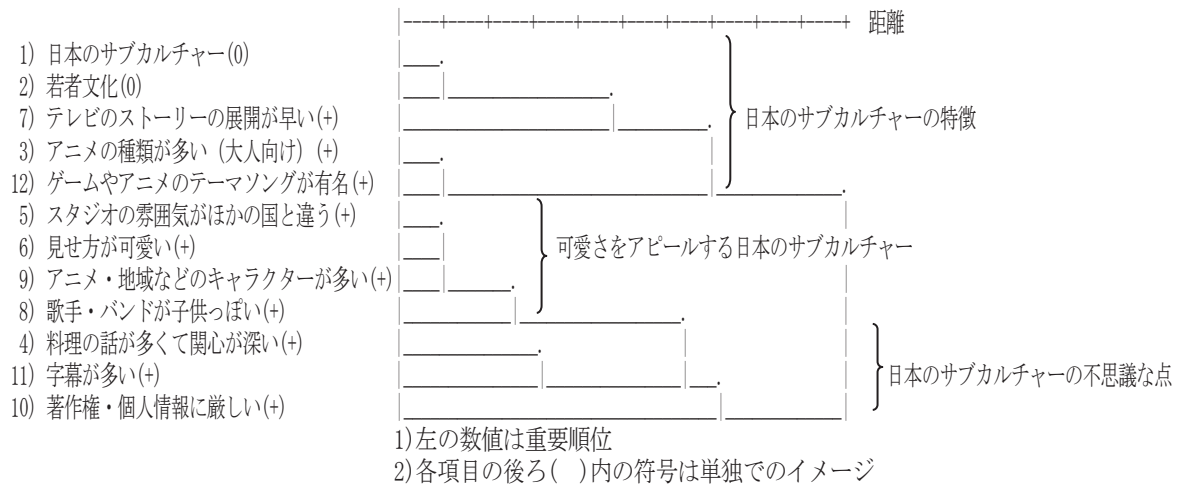 距離
1) 日本のサブカルチャー(0)
2) 若者文化(0)
7) テレビのストーリーの展開が早い(+)
日本のサブカルチャーの特徴
3) アニメの種類が多い（大人向け）(+)
12) ゲームやアニメのテーマソングが有名(+)
5) スタジオの雰囲気がほかの国と違う(+)
6) 見せ方が可愛い(+)
可愛さをアピールする日本のサブカルチャー
9) アニメ・地域などのキャラクターが多い(+)
8) 歌手・バンドが子供っぽい(+)
4) 料理の話が多くて関心が深い(+)
11) 字幕が多い(+)
日本のサブカルチャーの不思議な点
10) 著作権・個人情報に厳しい(+)
1)左の数値は重要順位
2)各項目の後ろ(　)内の符号は単独でのイメージ